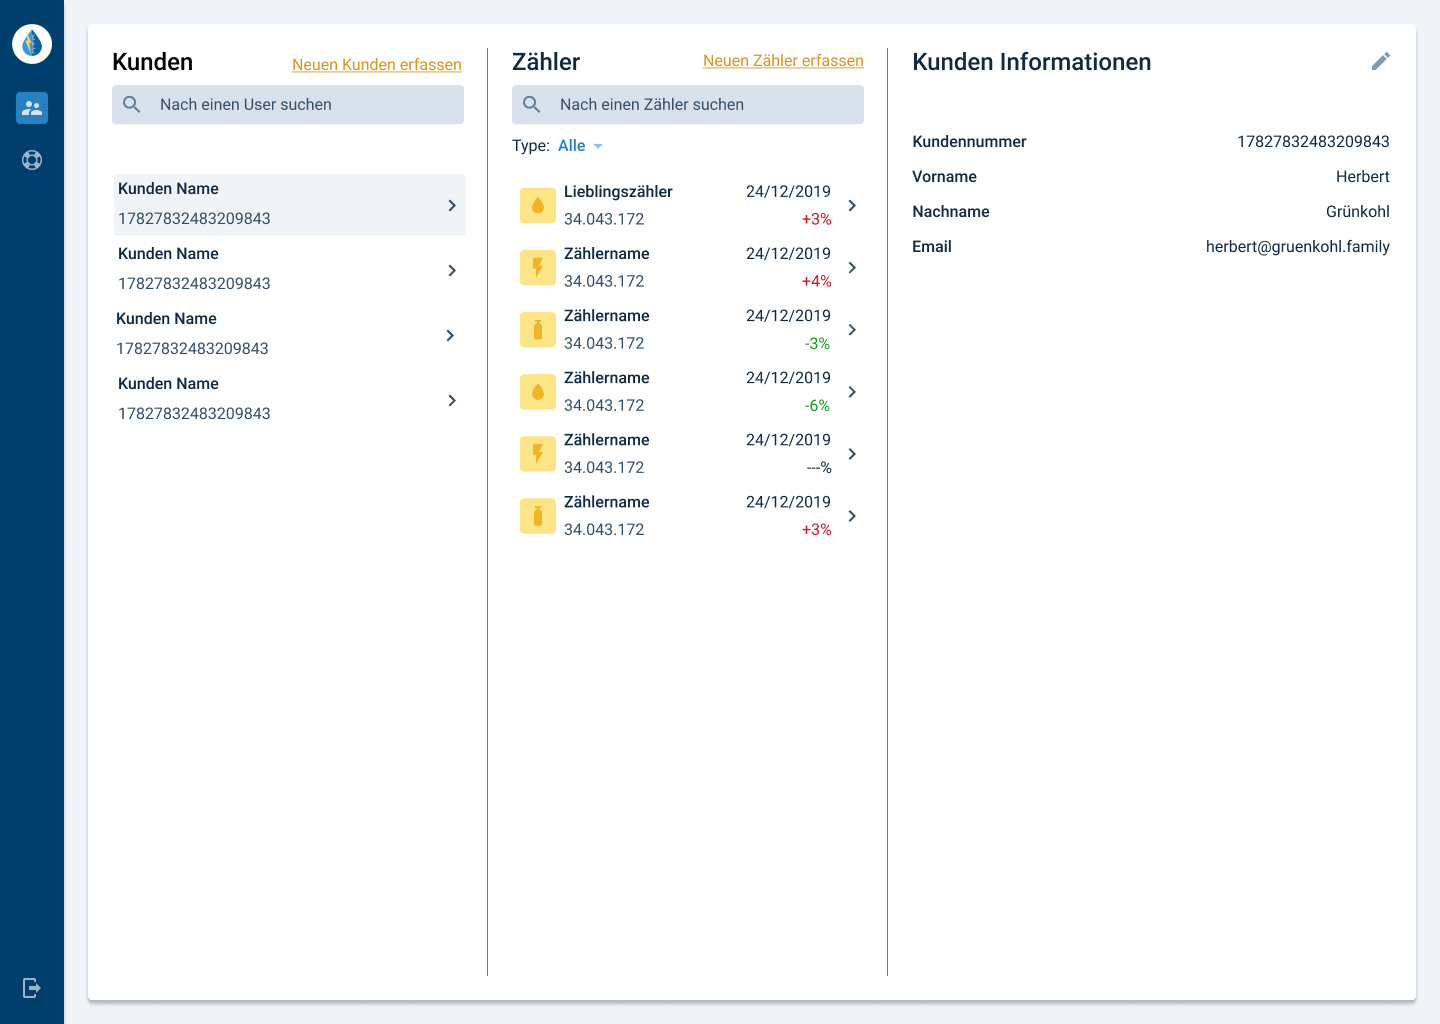 Kunden
Neuen Kunden erfassen
Nach einen User suchen
Kunden Name
17827832483209843
Kunden Name
17827832483209843
Kunden Name
17827832483209843
Kunden Name
17827832483209843
Zähler
Neuen Zähler erfassen
Nach einen Zähler suchen
Type: Alle
Lieblingszähler 24/12/2019
34.043.172 +3%
Zählername 24/12/2019
34.043.172 +4%
Zählername 24/12/2019
34.043.172 -3%
Zählername 24/12/2019
34.043.172 -6%
Zählername 24/12/2019
34.043.172 ---%
Zählername 24/12/2019
34.043.172 +3%
Kunden Informationen
Kundennummer 17827832483209843
Vorname Herbert
Nachname Grünkohl
Email herbert@gruenkohl.family